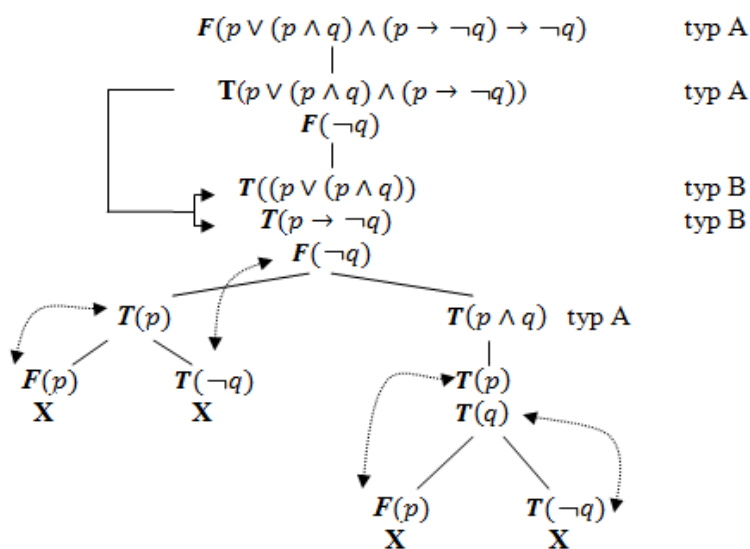 F(p ∨ (p ∧ q) ∧ (p → ¬q) → ¬q) typ A
T(p ∨ (p ∧ q) ∧ (p → ¬q)) typ A
F(¬q)
T((p ∨ (p ∧ q)) typ B
T(p → ¬q) typ B
F(¬q)
T(p) T(p ∧ q) typ A
F(p) T(¬q) T(p)
X X T(q)
F(p) T(¬q)
X X